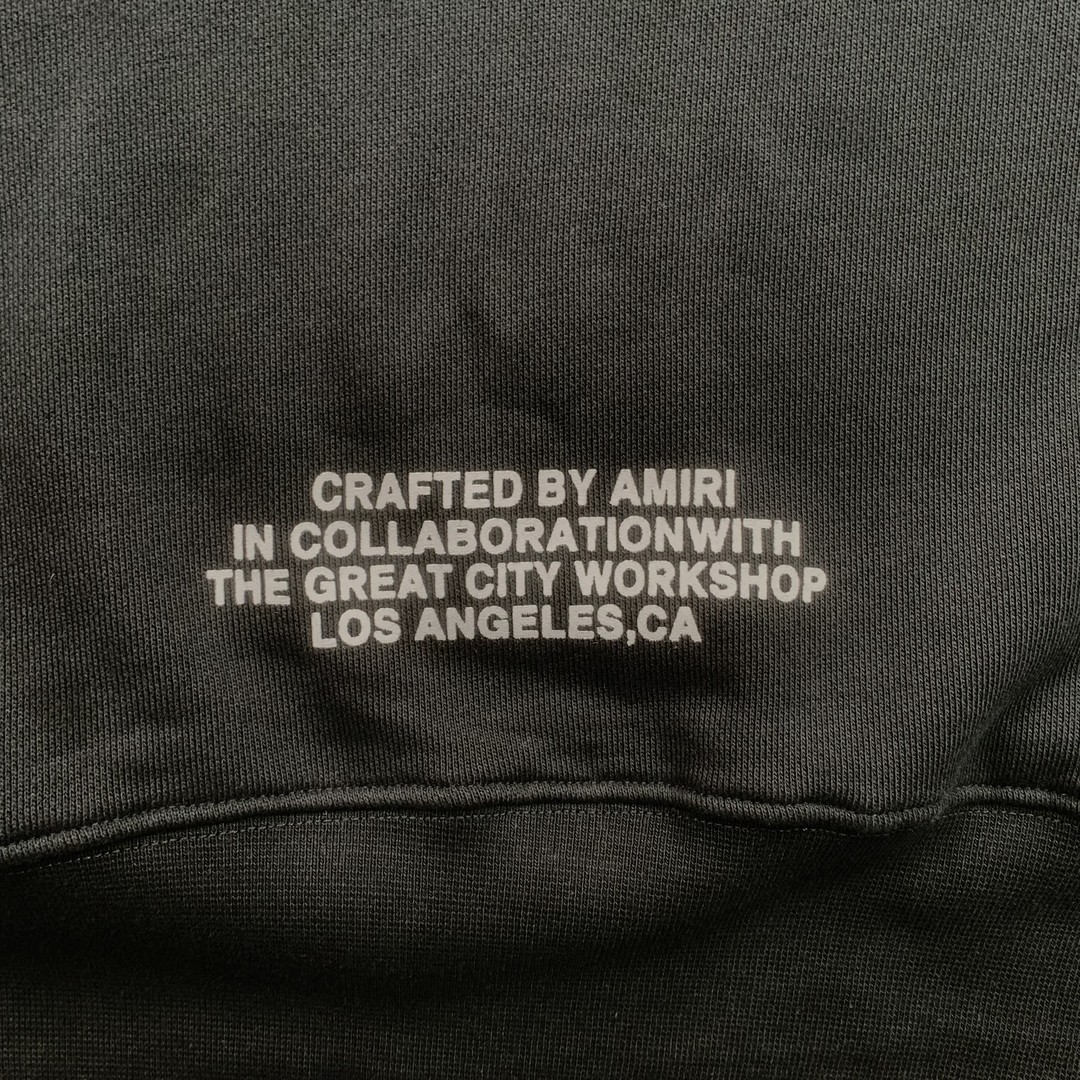 CRAFTED BY AMIRI
IN COLLABORATIONWITH
THE GREAT CITY WORKSHOP
LOS ANGELES,CA